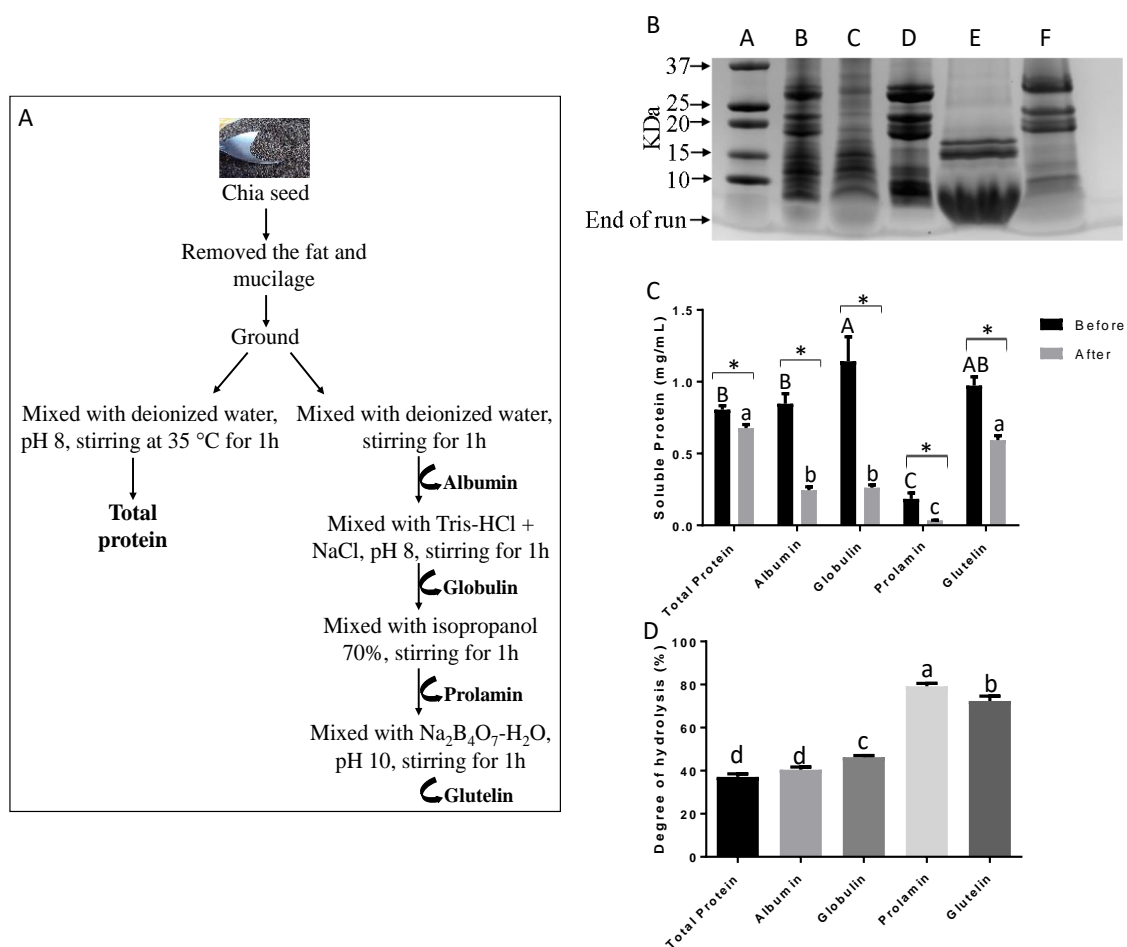 A
Chia seed
Removed the fat and
mucilage
Ground
Mixed with deionized water,
pH 8, stirring at 35 °C for 1h
Total
protein
Mixed with deionized water,
stirring for 1h
Albumin
Mixed with Tris-HCl +
NaCl, pH 8, stirring for 1h
Globulin
Mixed with isopropanol
70%, stirring for 1h
Prolamin
Mixed with Na₂B₄O₇-H₂O,
pH 10, stirring for 1h
Glutelin
B
A B C D E F
KDa
37
25
20
15
10
End of run
C
Soluble Protein (mg/mL)
1.5
1.0
0.5
0.0
* * * * *
B a B b A b C c AB a
Before
After
Total Protein
Albumin
Globulin
Prolamin
Glutelin
D
Degree of hydrolysis (%)
100
80
60
40
20
0
d d c a b
Total Protein
Albumin
Globulin
Prolamin
Glutelin